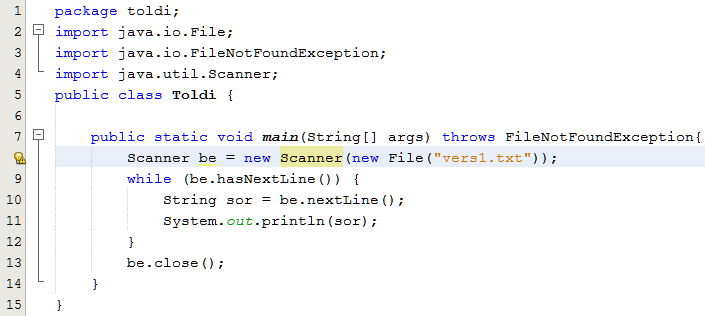 1 package toldi;
2 import java.io.File;
3 import java.io.FileNotFoundException;
4 import java.util.Scanner;
5 public class Toldi {
6
7 public static void main(String[] args) throws FileNotFoundException{
Scanner be = new Scanner(new File("vers1.txt"));
9 while (be.hasNextLine()) {
10 String sor = be.nextLine();
11 System.out.println(sor);
12 }
13 be.close();
14 }
15 }